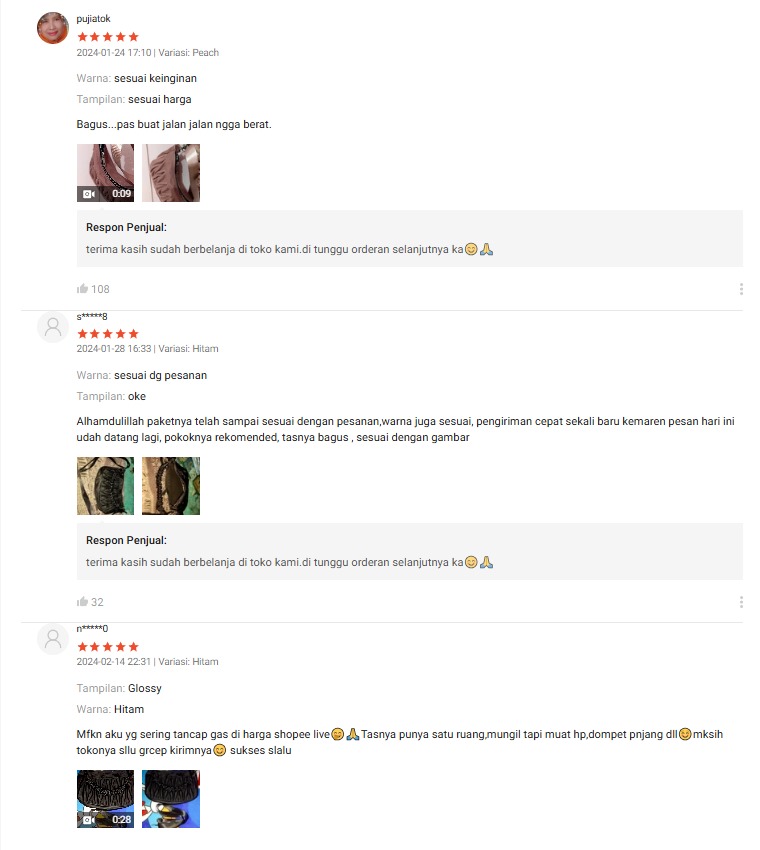 pujiatok
2024-01-24 17:10 | Variasi: Peach
Warna: sesuai keinginan
Tampilan: sesuai harga
Bagus...pas buat jalan jalan ngga berat.
0:09
Respon Penjual:
terima kasih sudah berbelanja di toko kami.di tunggu orderan selanjutnya ka😊🙏
108
s*****8
2024-01-28 16:33 | Variasi: Hitam
Warna: sesuai dg pesanan
Tampilan: oke
Alhamdulillah paketnya telah sampai sesuai dengan pesanan,warna juga sesuai, pengiriman cepat sekali baru kemaren pesan hari ini
udah datang lagi, pokoknya rekomended, tasnya bagus , sesuai dengan gambar
Respon Penjual:
terima kasih sudah berbelanja di toko kami.di tunggu orderan selanjutnya ka😊🙏
32
n*****0
2024-02-14 22:31 | Variasi: Hitam
Tampilan: Glossy
Warna: Hitam
Mfkn aku yg sering tancap gas di harga shopee live😊🙏Tasnya punya satu ruang,mungil tapi muat hp,dompet pnjang dll😊mksih
tokonya sllu grcep kirimnya😊 sukses slalu
0:28